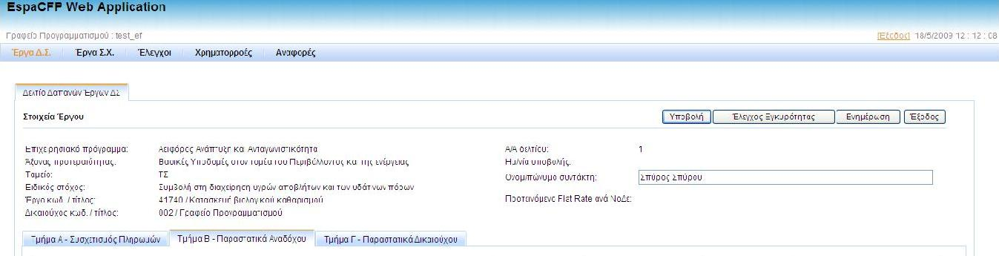 EspaCFP Web Application
Γραφείο Προγραμματισμού : test_ef [Εξοδος] 18/5/2009 12 : 12 : 08
Έργα Δ.Σ. Έργα Σ.Χ. Έλεγχοι Χρηματορροές Αναφορές
Δελτίο Δαπανών Έργων ΔΣ
Στοιχεία Έργου Υποβολή Έλεγχος Εγκυρότητας Ενημέρωση Έξοδος
Επιχειρησιακό πρόγραμμα: Αειφόρος Ανάπτυξη και Ανταγωνιστικότητα Α/Α δελτίου: 1
Άξονας προτεραιότητας: Βασικές Υποδομές στον τομέα του Περιβάλλοντος και της ενέργειας Ημ/νία υποβολής:
Ταμείο: ΤΣ Ονομ/πώνυμο συντάκτη: Σπύρος Σπύρου
Ειδικός στόχος: Συμβολή στη διαχείρηση υγρών αποβλήτων και των υδάτινων πόρων
Έργο κωδ. / τίτλος: 41740 / Κατασκευή βιολογικού καθαρισμού Προτεινόμενο Flat Rate ανά ΝοΔε:
Δικαιούχος κωδ. / τίτλος: 002 / Γραφείο Προγραμματισμού
Τμήμα Α - Συσχετισμός Πληρωμών Τμήμα Β - Παραστατικά Αναδόχου Τμήμα Γ - Παραστατικά Δικαιούχου